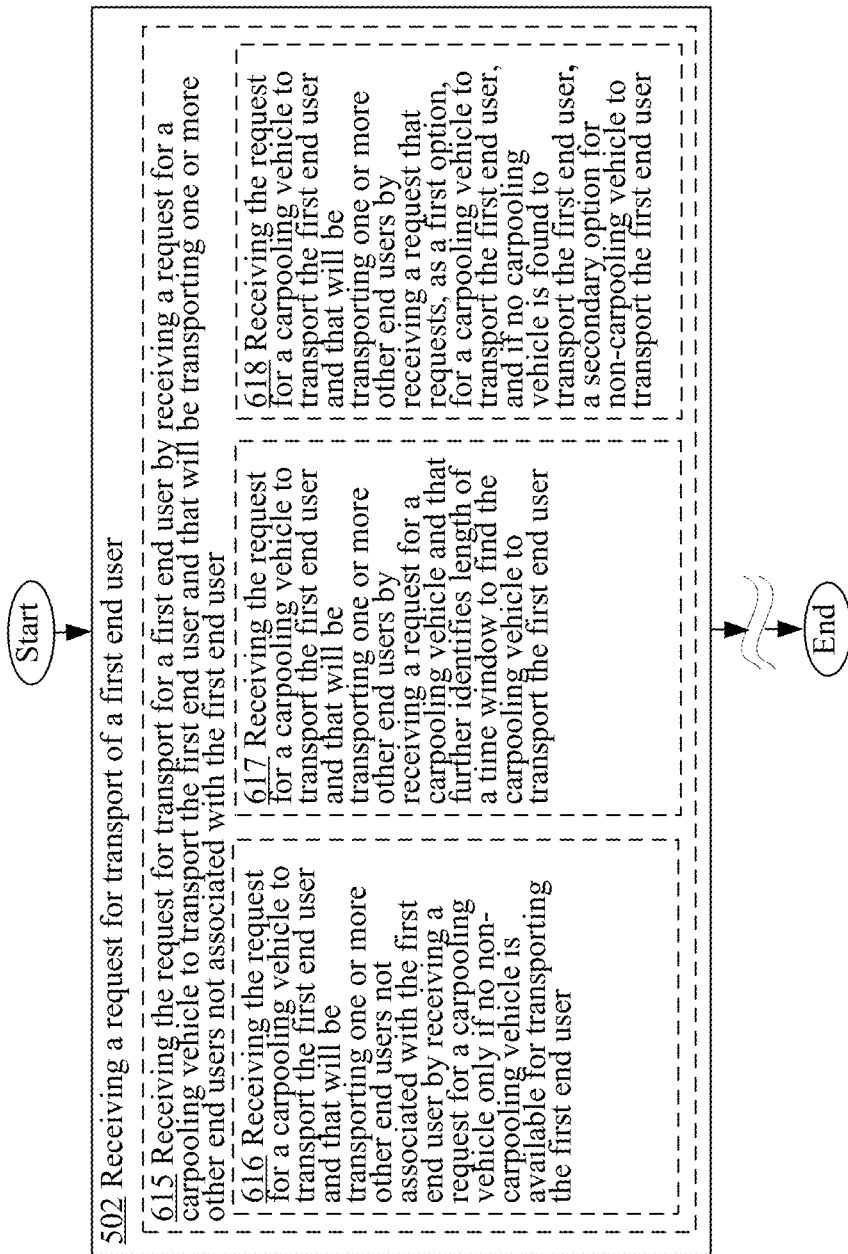 Start
502 Receiving a request for transport of a first end user
615 Receiving the request for transport for a first end user by receiving a request for a
carpooling vehicle to transport the first end user and that will be transporting one or more
other end users not associated with the first end user
616 Receiving the request
for a carpooling vehicle to
transport the first end user
and that will be
transporting one or more
other end users not
associated with the first
end user by receiving a
request for a carpooling
vehicle only if no non-
carpooling vehicle is
available for transporting
the first end user
617 Receiving the request
for a carpooling vehicle to
transport the first end user
and that will be
transporting one or more
other end users by
receiving a request for a
carpooling vehicle and that
further identifies length of
a time window to find the
carpooling vehicle to
transport the first end user
618 Receiving the request
for a carpooling vehicle to
transport the first end user
and that will be
transporting one or more
other end users by
receiving a request that
requests, as a first option,
for a carpooling vehicle to
transport the first end user,
and if no carpooling
vehicle is found to
transport the first end user,
a secondary option for
non-carpooling vehicle to
transport the first end user
End